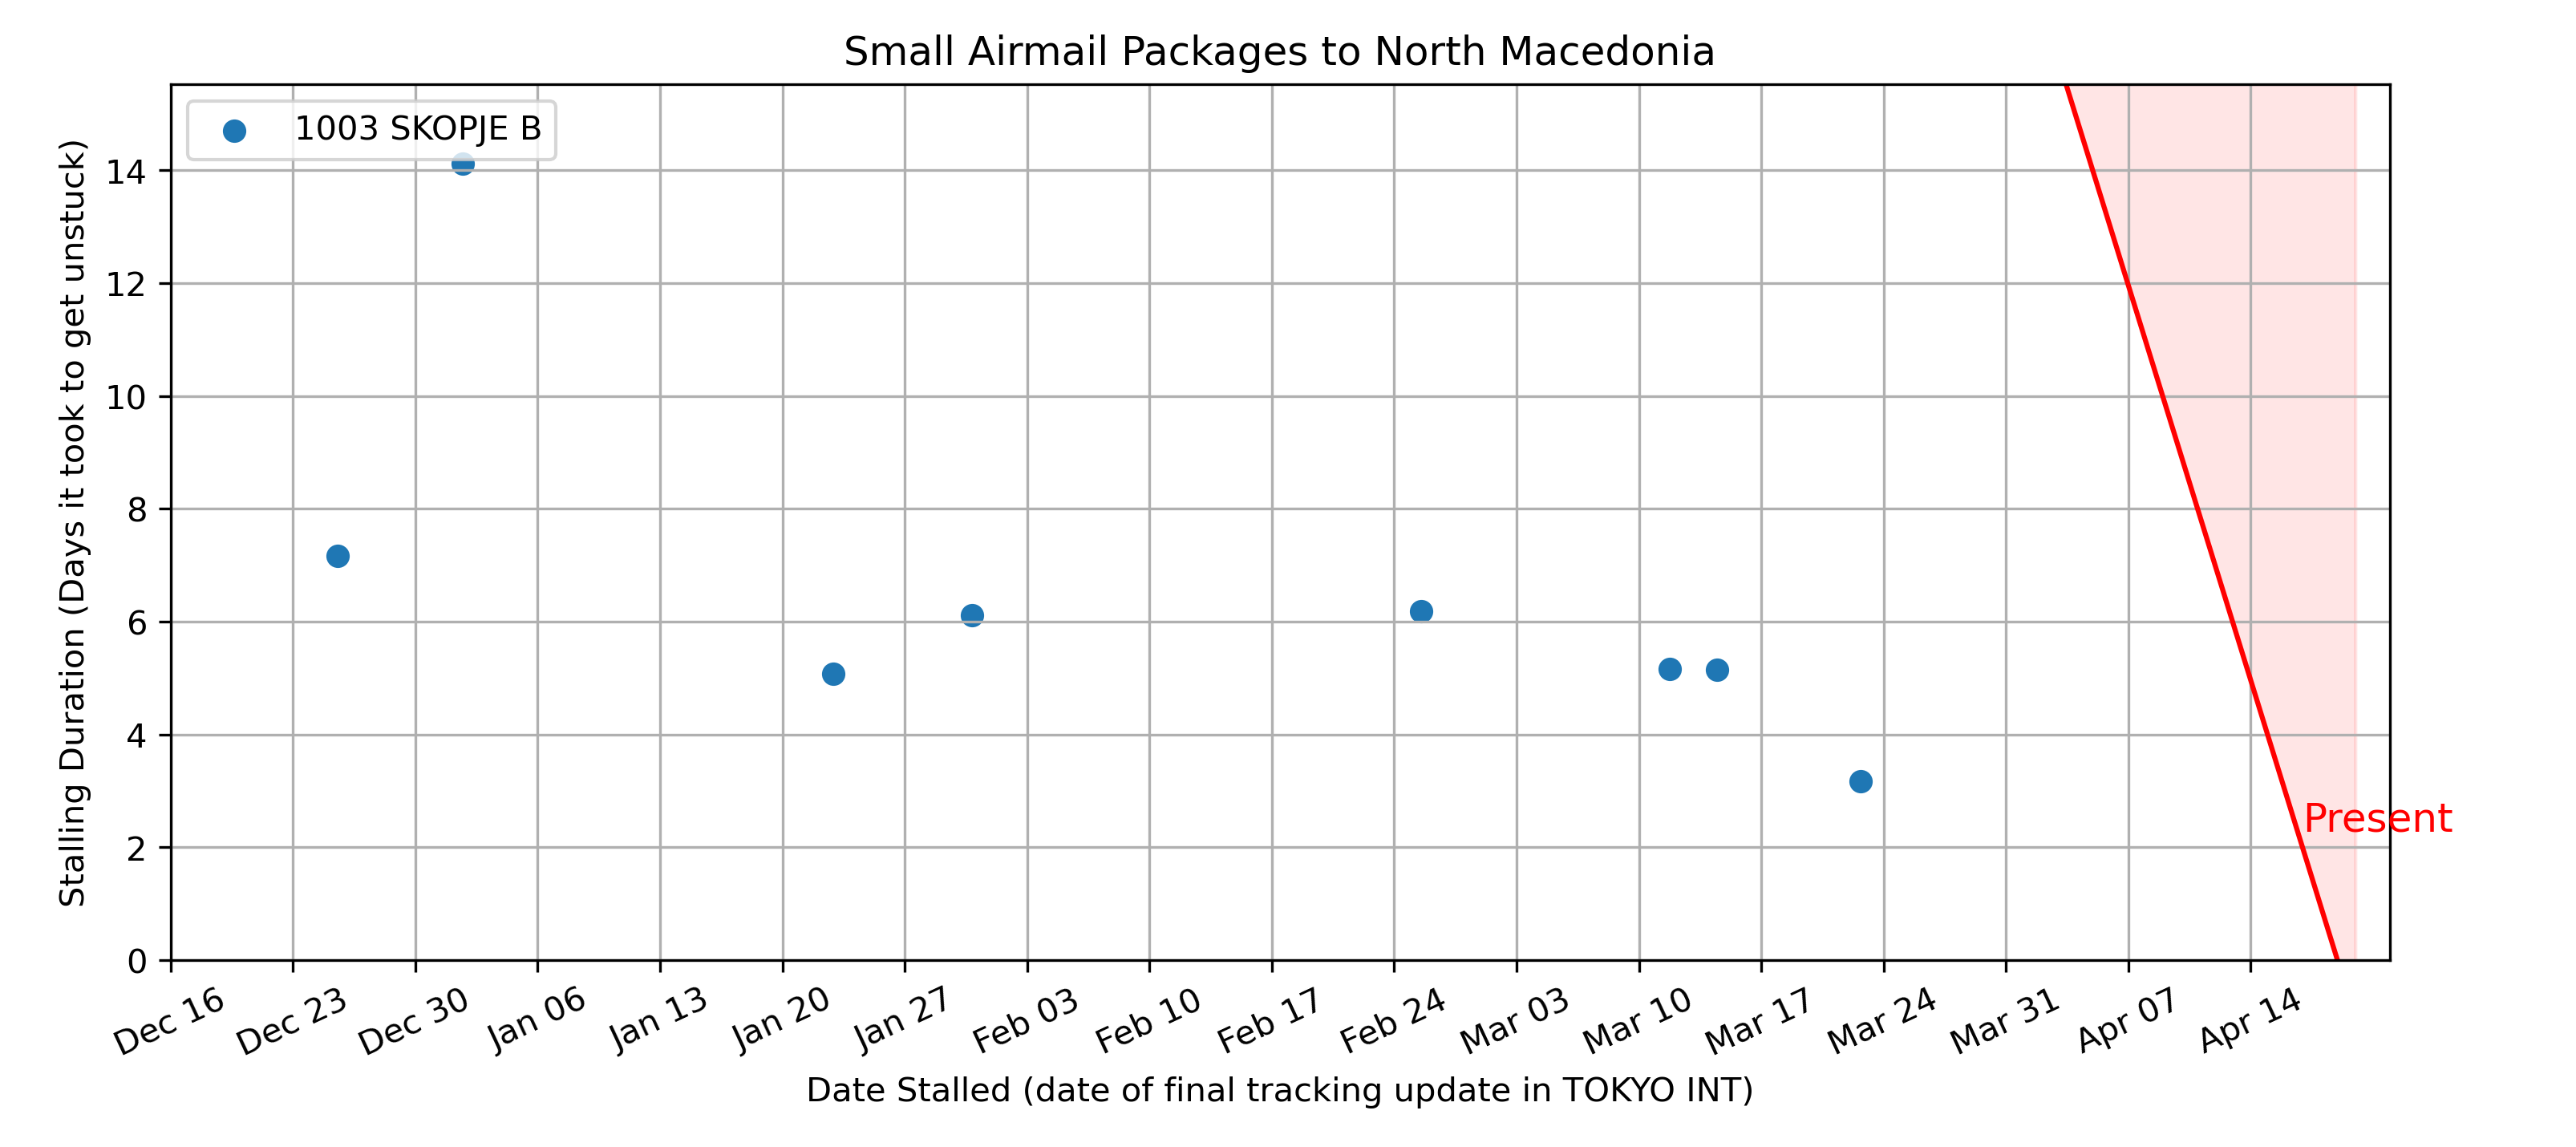 Small Airmail Packages to North Macedonia
1003 SKOPJE B
Stalling Duration (Days it took to get unstuck)
14
12
10
8
6
4
2
0
Present
Dec 16
Dec 23
Dec 30
Jan 06
Jan 13
Jan 20
Jan 27
Feb 03
Feb 10
Feb 17
Feb 24
Mar 03
Mar 10
Mar 17
Mar 24
Mar 31
Apr 07
Apr 14
Date Stalled (date of final tracking update in TOKYO INT)